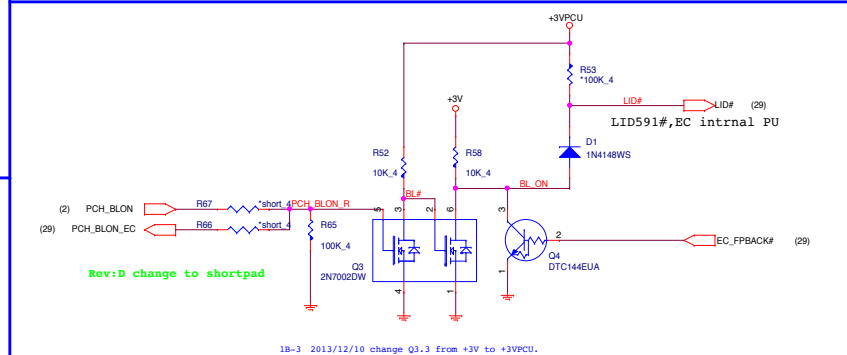 +3VPCU
R53
*100K_4
+3V
LID#
LID# (29)
LID591#,EC intrnal PU
D1
1N4148WS
R52
10K_4
R58
10K_4
BL_ON
BL#
(2) PCH_BLON
R67
*short_4
PCH_BLON_R
(29) PCH_BLON_EC
R66
*short_4
R65
100K_4
5
3
2
6
3
2
EC_FPBACK# (29)
Q4
DTC144EUA
1
Q3
2N7002DW
4
1
Rev:D change to shortpad
1B-3 2013/12/10 change Q3.3 from +3V to +3VPCU.